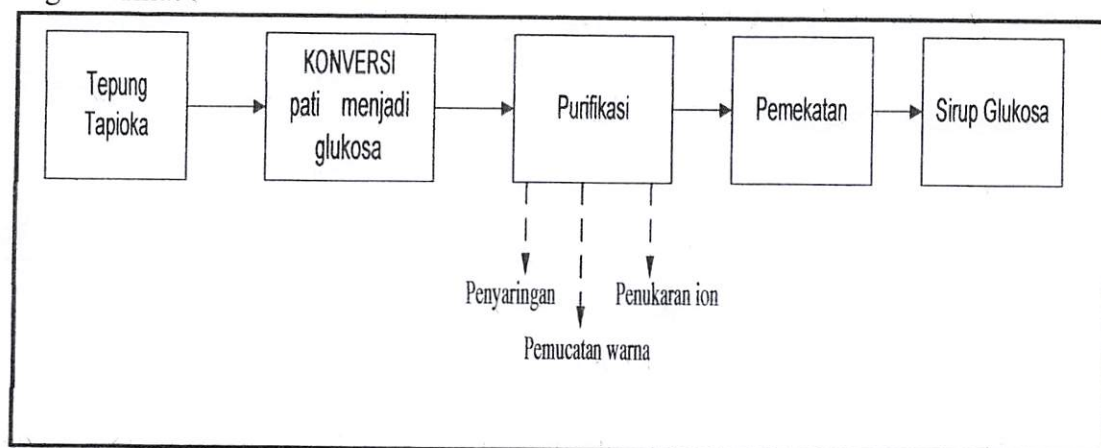 Tepung
Tapioka
KONVERSI
pati menjadi
glukosa
Purifikasi
Pemekatan
Sirup Glukosa
Penyaringan
Penukaran ion
Pemucatan warna